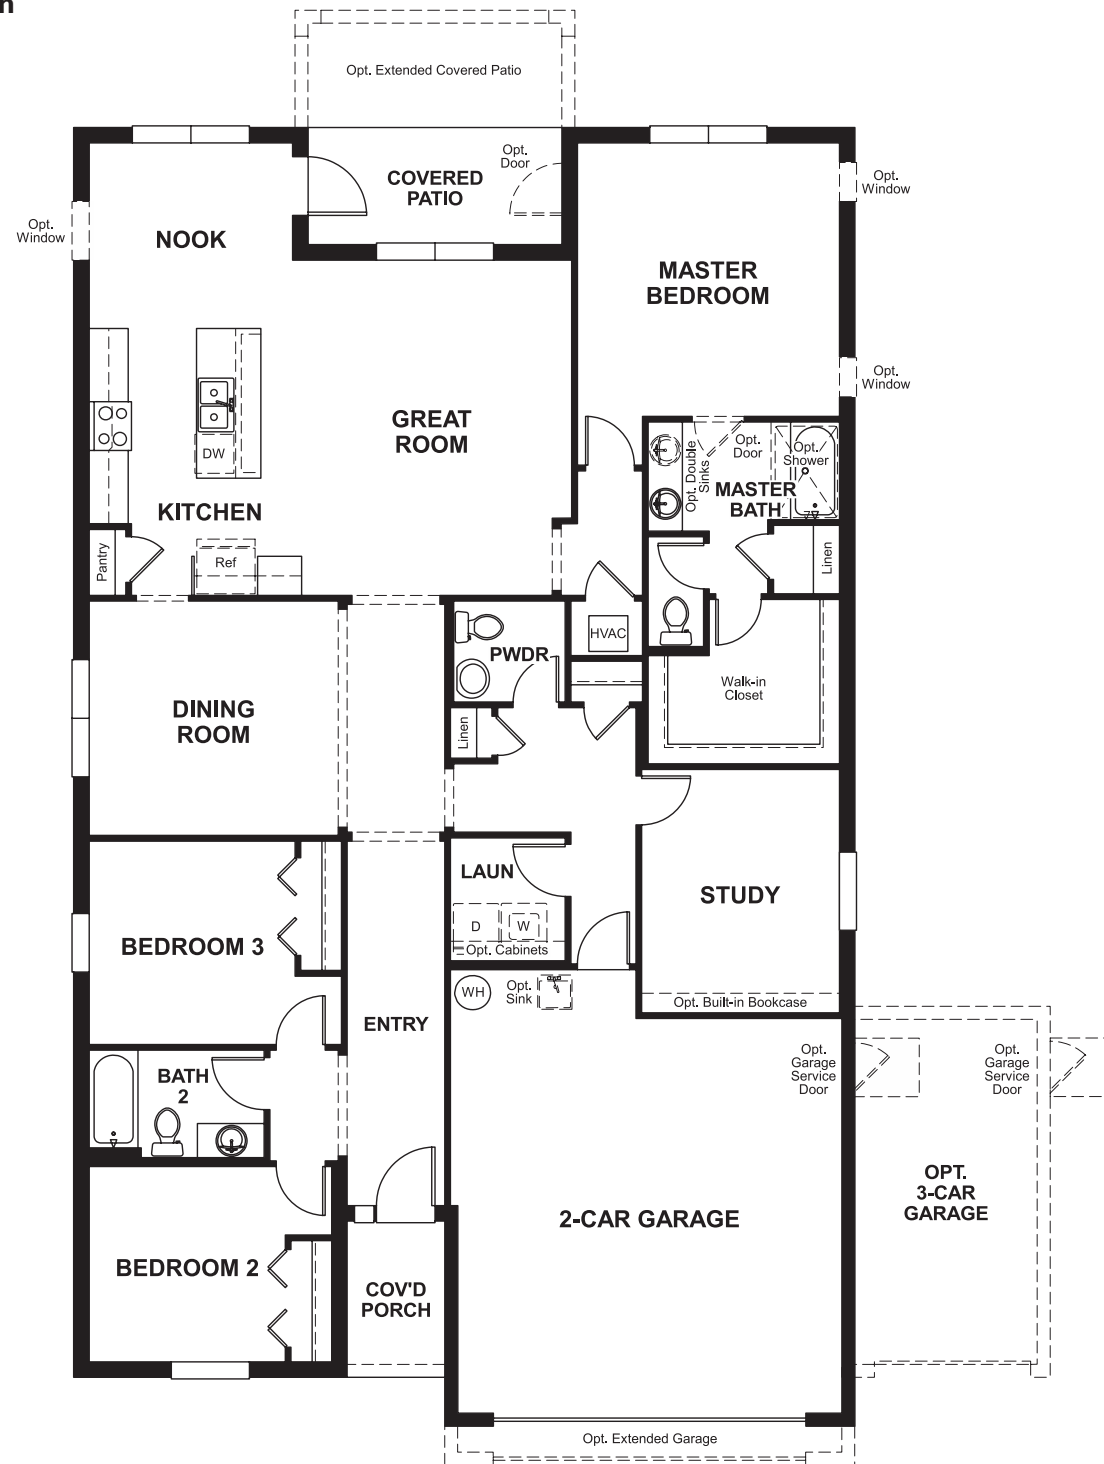 n
Opt. Extended Covered Patio
Opt.
Door
COVERED
PATIO
Opt.
Window
Opt.
Window
NOOK
MASTER
BEDROOM
Opt.
Window
GREAT
ROOM
DW
Opt. Double
Sinks
Opt.
Door
Opt.
Shower
MASTER
BATH
KITCHEN
Pantry
Ref
Linen
HVAC
PWDR
Walk-in
Closet
DINING
ROOM
Linen
LAUN
STUDY
D
W
Opt. Cabinets
BEDROOM 3
WH
Opt.
Sink
Opt. Built-in Bookcase
ENTRY
Opt.
Garage
Service
Door
Opt.
Garage
Service
Door
BATH
2
OPT.
3-CAR
GARAGE
2-CAR GARAGE
BEDROOM 2
COV'D
PORCH
Opt. Extended Garage